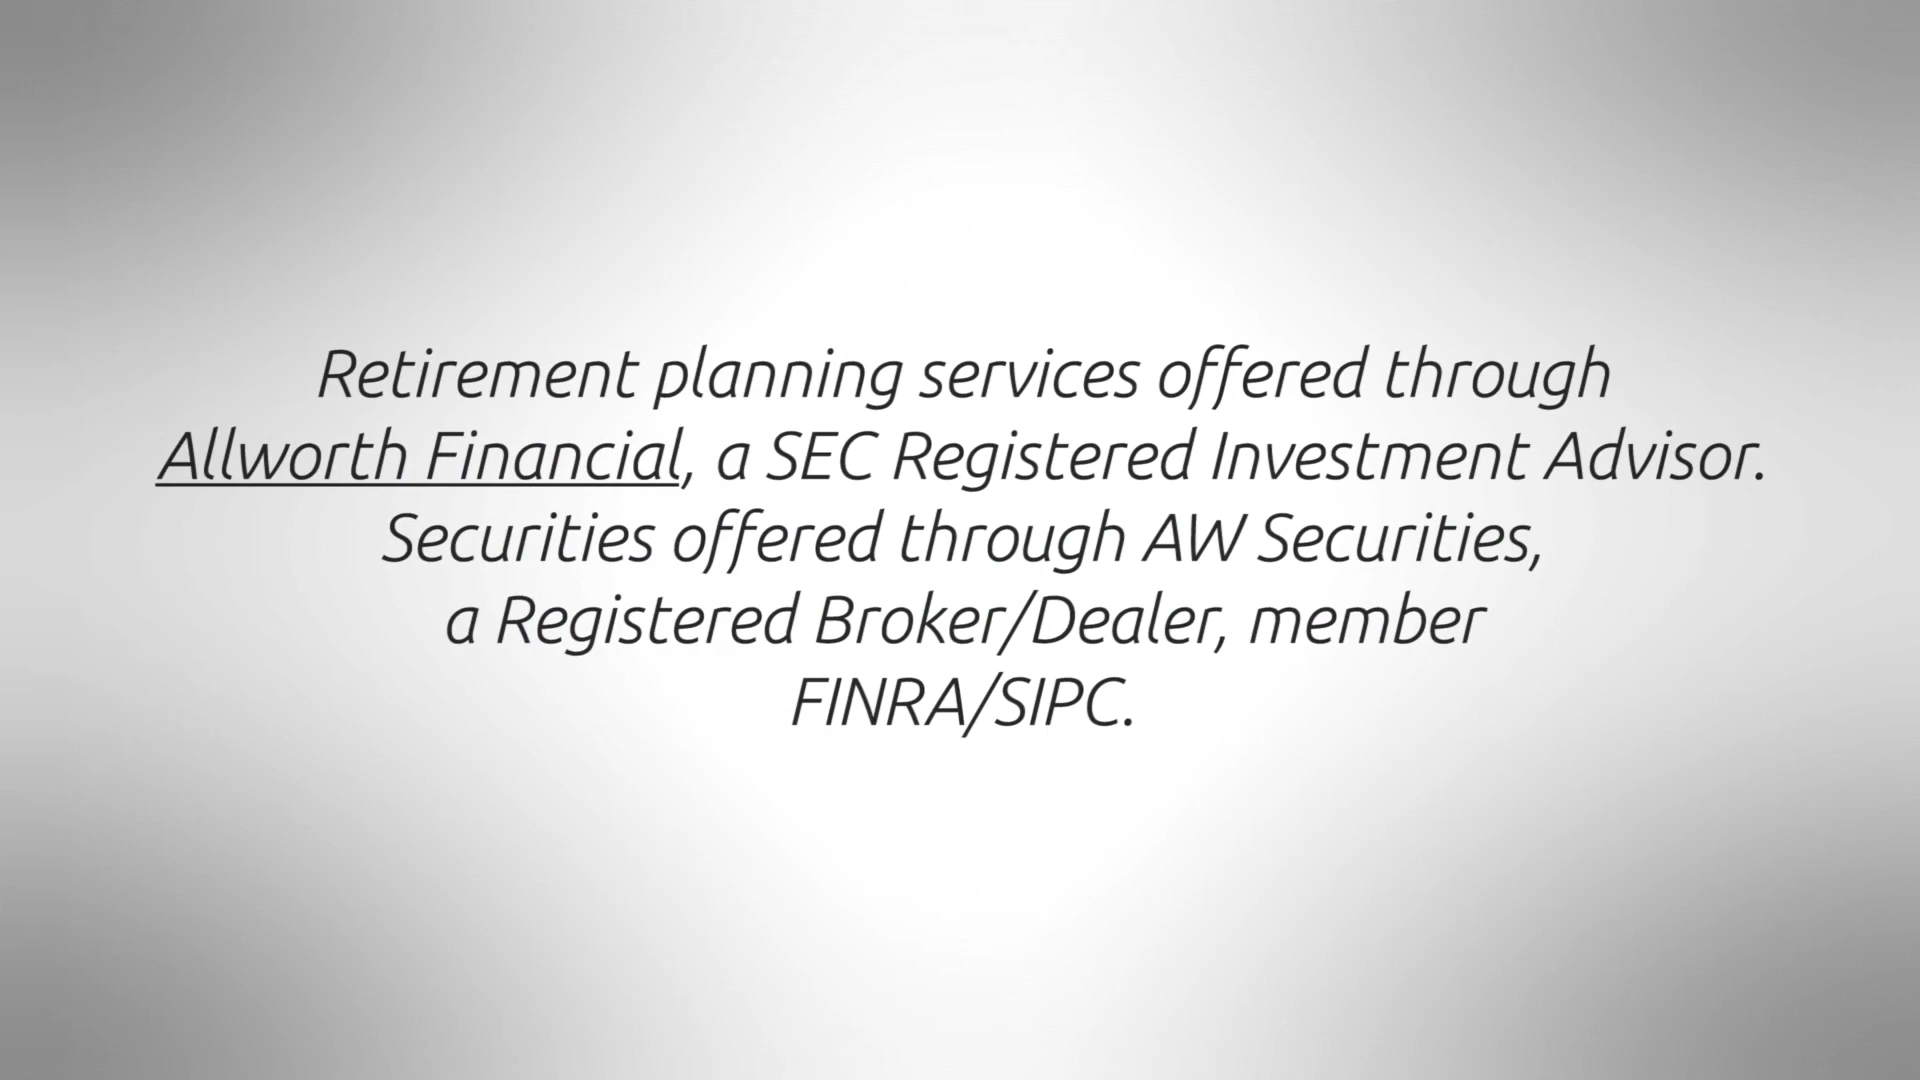 Retirement planning services offered through
Allworth Financial, a SEC Registered Investment Advisor.
Securities offered through AW Securities,
a Registered Broker/Dealer, member
FINRA/SIPC.